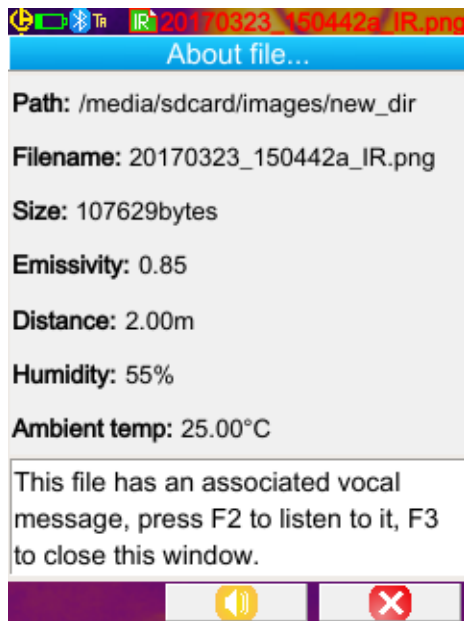 TR IR 20170323_150442a_IR.png
About file...
Path: /media/sdcard/images/new_dir
Filename: 20170323_150442a_IR.png
Size: 107629bytes
Emissivity: 0.85
Distance: 2.00m
Humidity: 55%
Ambient temp: 25.00°C
This file has an associated vocal
message, press F2 to listen to it, F3
to close this window.